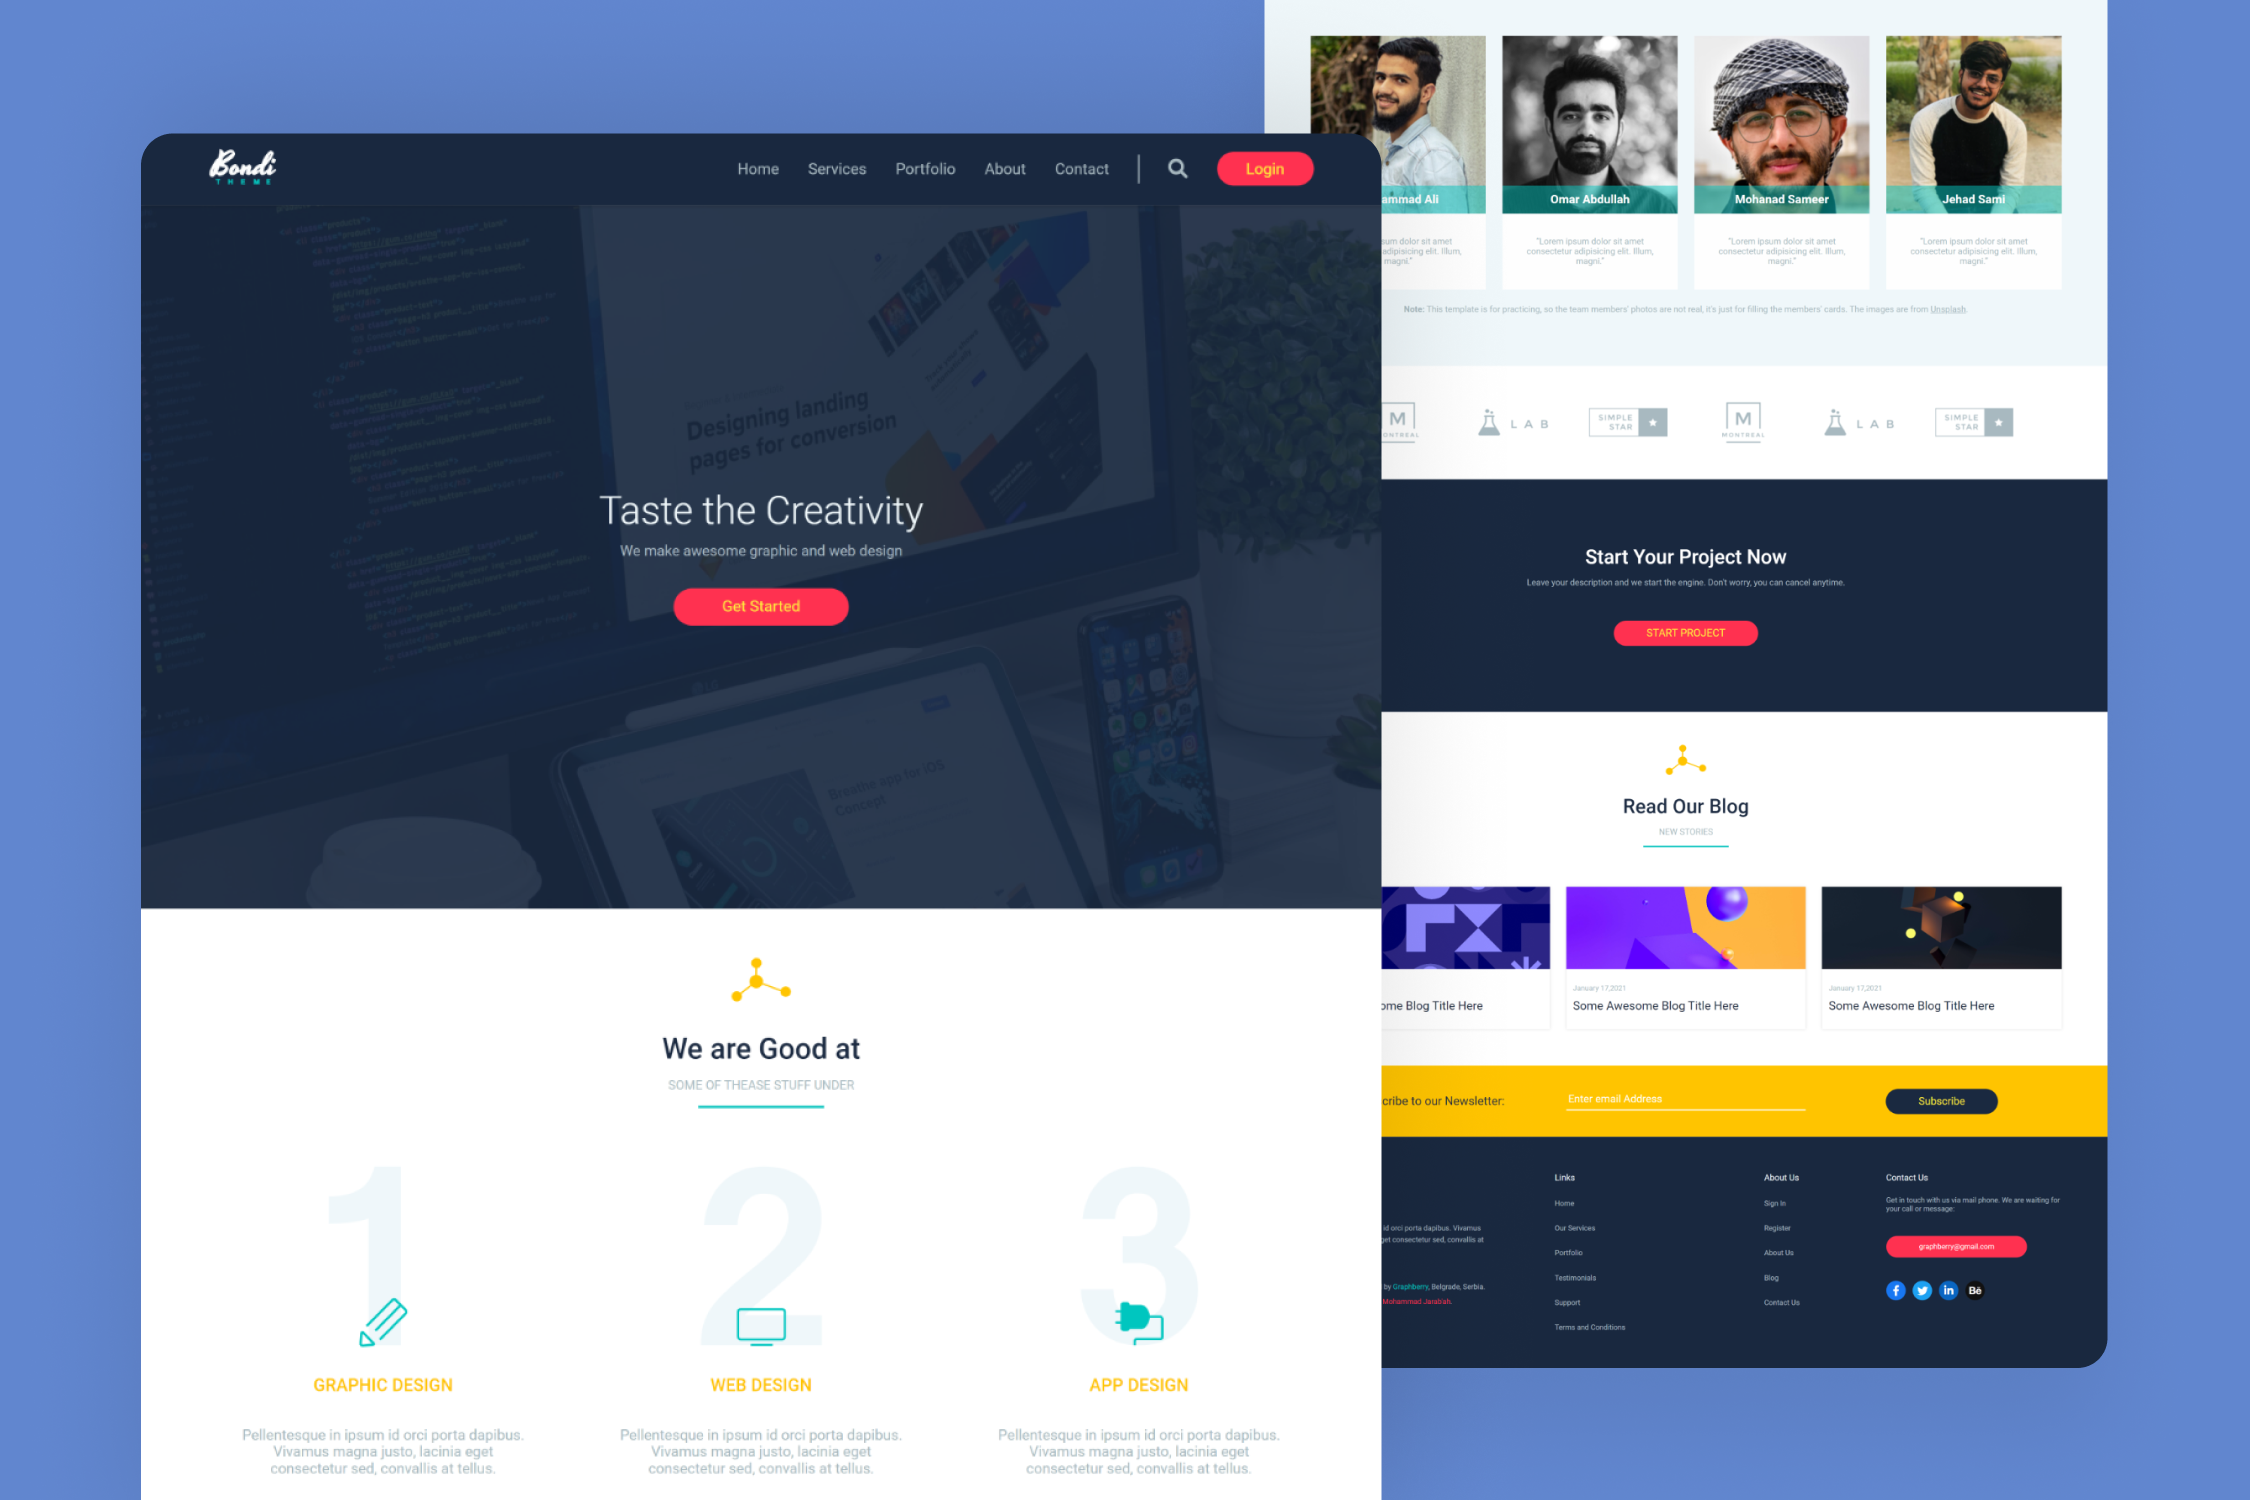 Bondi
THEME
Home
Services
Portfolio
About
Contact
Login
Designing landing
pages for conversion
Taste the Creativity
We make awesome graphic and web design
Get Started
Breathe app for iOS
Concept
We are Good at
SOME OF THEASE STUFF UNDER
1
2
3
GRAPHIC DESIGN
WEB DESIGN
APP DESIGN
Pellentesque in ipsum id orci porta dapibus.
Vivamus magna justo, lacinia eget
consectetur sed, convallis at tellus.
Pellentesque in ipsum id orci porta dapibus.
Vivamus magna justo, lacinia eget
consectetur sed, convallis at tellus.
Pellentesque in ipsum id orci porta dapibus.
Vivamus magna justo, lacinia eget
consectetur sed, convallis at tellus.
ammad Ali
Omar Abdullah
Mohanad Sameer
Jehad Sami
sum dolor sit amet
adipisicing elit. Illum,
magni."
"Lorem ipsum dolor sit amet
consectetur adipisicing elit. Illum,
magni."
"Lorem ipsum dolor sit amet
consectetur adipisicing elit. Illum,
magni."
"Lorem ipsum dolor sit amet
consectetur adipisicing elit. Illum,
magni."
Note: This template is for practicing, so the team members' photos are not real, it's just for filling the members' cards. The images are from Unsplash.
M
ONTREAL
LAB
SIMPLE
STAR
M
MONTREAL
LAB
SIMPLE
STAR
Start Your Project Now
Leave your description and we start the engine. Don't worry, you can cancel anytime.
START PROJECT
Read Our Blog
NEW STORIES
ome Blog Title Here
January 17,2021
Some Awesome Blog Title Here
January 17,2021
Some Awesome Blog Title Here
cribe to our Newsletter:
Enter email Address
Subscribe
id orci porta dapibus. Vivamus
get consectetur sed, convallis at
by Graphberry, Belgrade, Serbia.
Mohammad Jarabah.
Links
Home
Our Services
Portfolio
Testimonials
Support
Terms and Conditions
About Us
Sign In
Register
About Us
Blog
Contact Us
Contact Us
Get in touch with us via mail phone. We are waiting for
your call or message:
graphberry@gmail.com
f
in
Bē